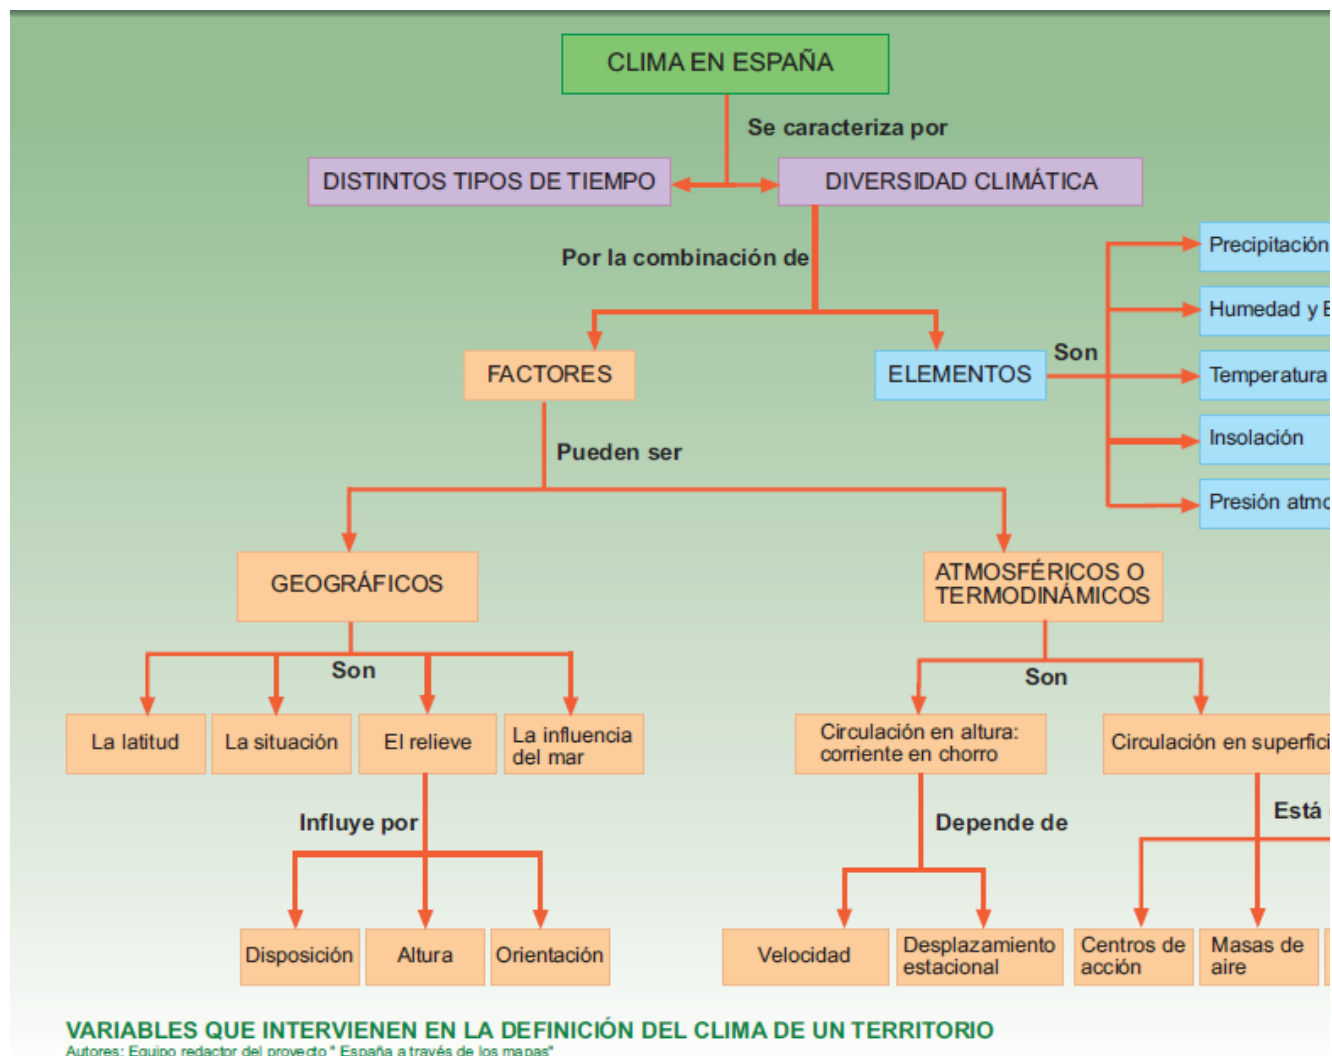 CLIMA EN ESPAÑA
Se caracteriza por
DISTINTOS TIPOS DE TIEMPO
DIVERSIDAD CLIMÁTICA
Por la combinación de
Precipitación
Humedad y
FACTORES
ELEMENTOS
Son
Temperatura
Insolación
Presión
Pueden ser
GEOGRÁFICOS
ATMOSFÉRICOS O
TERMODINÁMICOS
Son
Son
La latitud
La situación
El relieve
La influencia
del mar
Circulación en altura:
corriente en chorro
Circulación en
Influye por
Depende de
Está
Disposición
Altura
Orientación
Velocidad
Desplazamiento
estacional
Centros de
acción
Masas de
aire
VARIABLES QUE INTERVIENEN EN LA DEFINICIÓN DEL CLIMA DE UN TERRITORIO
Autores: Equipo redactor del proyecto " España a través de los mapas"